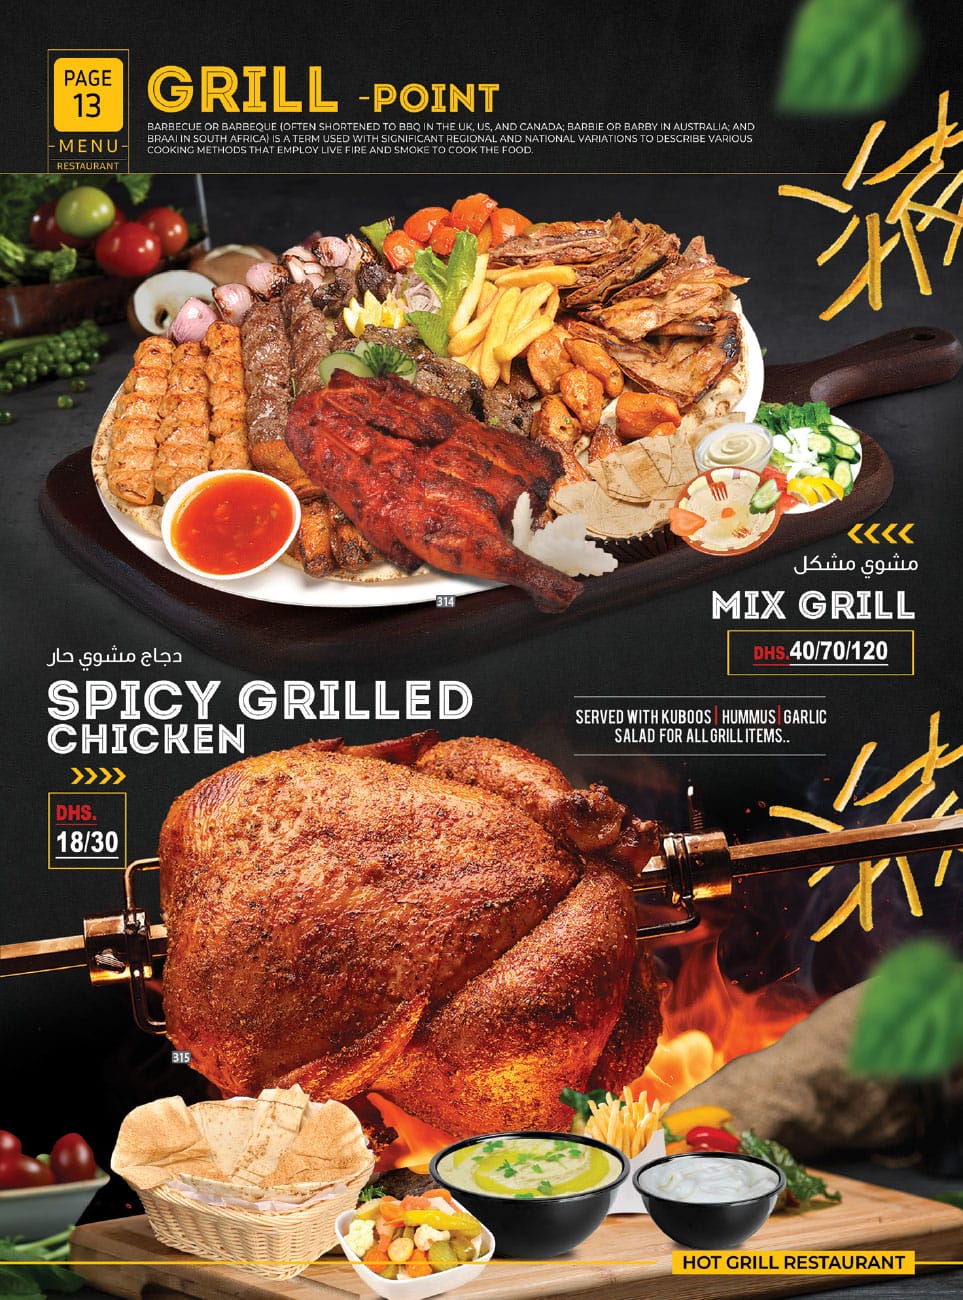 PAGE
13
-MENU-
RESTAURANT
GRILL -POINT
BARBECUE OR BARBEQUE (OFTEN SHORTENED TO BBQ IN THE UK, US, AND CANADA; BARBIE OR BARBY IN AUSTRALIA; AND
BRAAI IN SOUTH AFRICA) IS A TERM USED WITH SIGNIFICANT REGIONAL AND NATIONAL VARIATIONS TO DESCRIBE VARIOUS
COOKING METHODS THAT EMPLOY LIVE FIRE AND SMOKE TO COOK THE FOOD.
314
مشوي مشكل
MIX GRILL
DHS.40/70/120
دجاج مشوي حار
SPICY GRILLED
CHICKEN
DHS.
18/30
SERVED WITH KUBOOS | HUMMUS | GARLIC
SALAD FOR ALL GRILL ITEMS..
315
HOT GRILL RESTAURANT